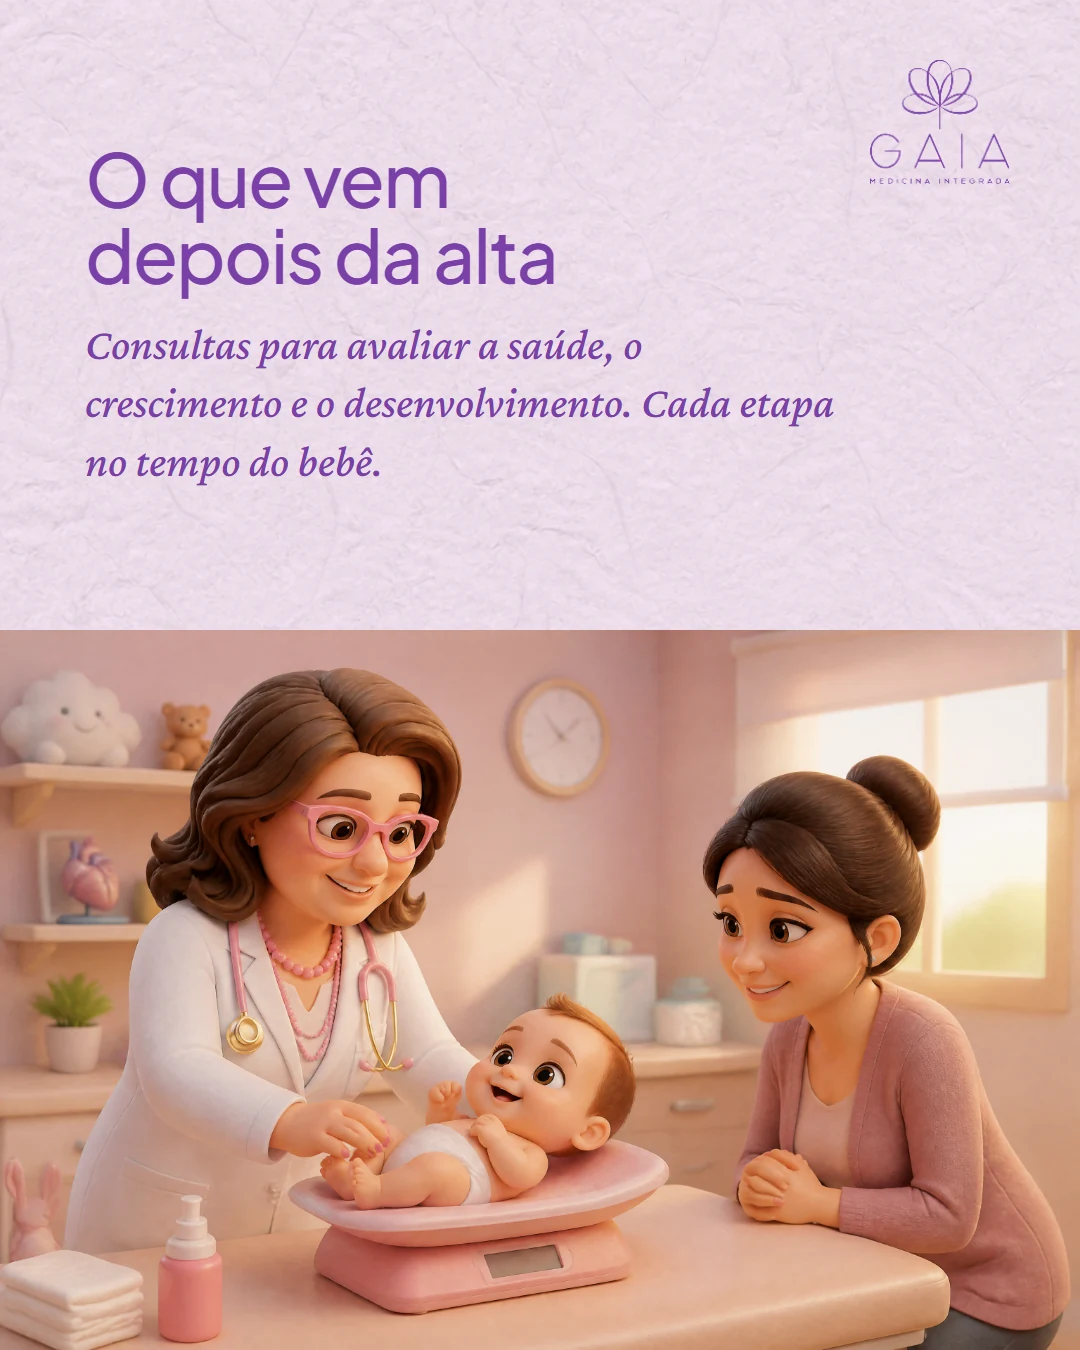 GAIA
MEDICINA INTEGRADA
O que vem
depois da alta
Consultas para avaliar a saúde, o
crescimento e o desenvolvimento. Cada etapa
no tempo do bebê.